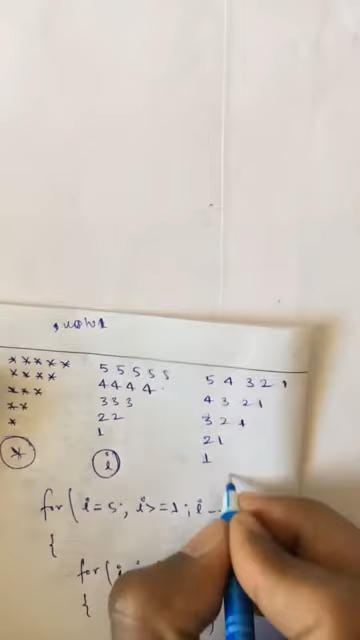 * * * * *
* * * *
* * *
* *
*
*
5 5 5 5 5
4 4 4 4
3 3 3
2 2
1
i
5 4 3 2 1
4 3 2 1
3 2 1
2 1
1
for( i = 5; i >= 1; i--
{
for(
{